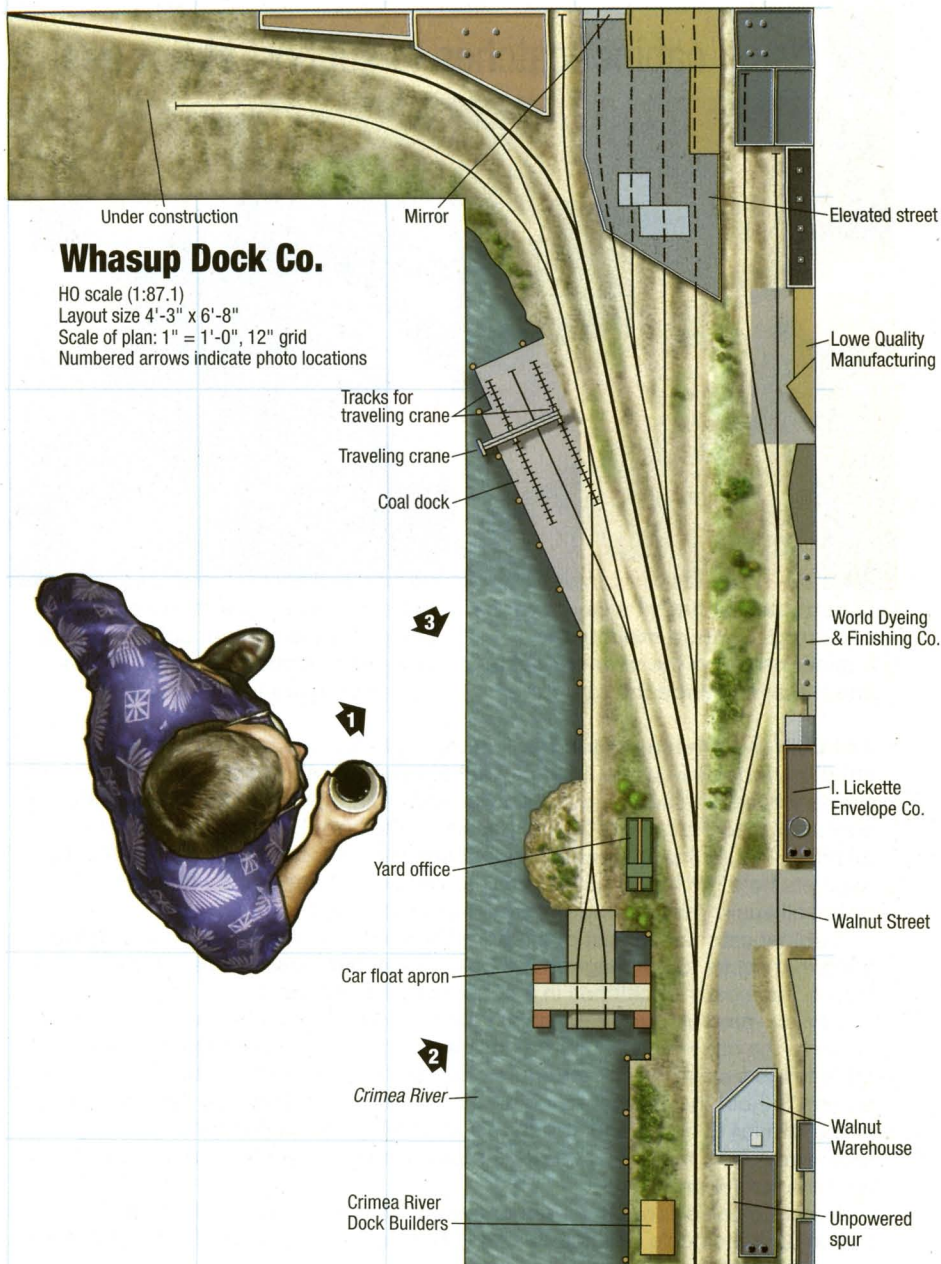 Under construction
Mirror
Elevated street
Whasup Dock Co.
HO scale (1:87.1)
Layout size 4'-3" x 6'-8"
Scale of plan: 1" = 1'-0", 12" grid
Numbered arrows indicate photo locations
Lowe Quality
Manufacturing
Tracks for
traveling crane
Traveling crane
Coal dock
3
World Dyeing
& Finishing Co.
1
I. Lickette
Envelope Co.
Yard office
Walnut Street
Car float apron
2
Crimea River
Walnut
Warehouse
Crimea River
Dock Builders
Unpowered
spur